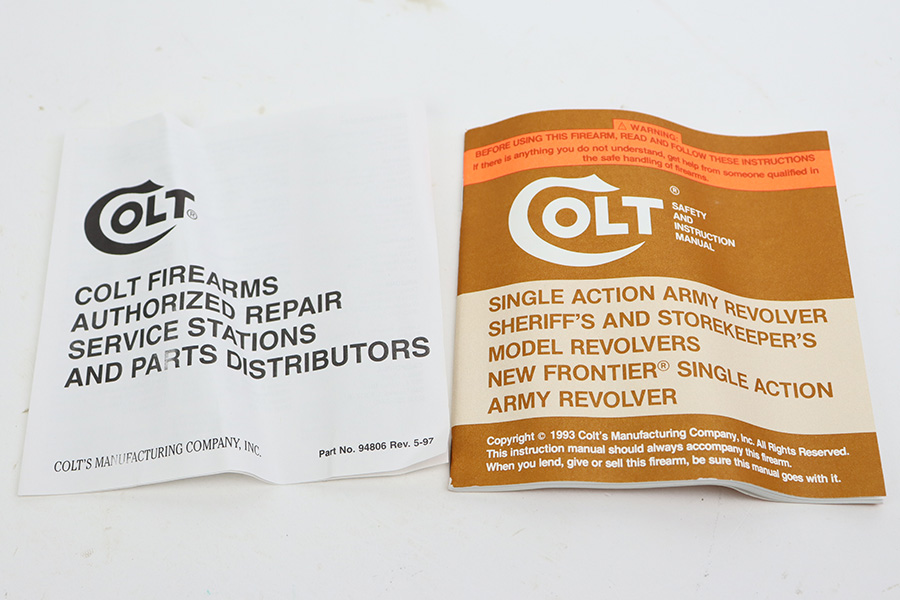 COLT®
COLT FIREARMS
AUTHORIZED REPAIR
SERVICE STATIONS
AND PARTS DISTRIBUTORS
COLT'S MANUFACTURING COMPANY, INC.
Part No. 94806 Rev. 5-97
⚠ WARNING:
BEFORE USING THIS FIREARM, READ AND FOLLOW THESE INSTRUCTIONS
If there is anything you do not understand, get help from someone qualified in
the safe handling of firearms.
COLT®
SAFETY
AND
INSTRUCTION
MANUAL
SINGLE ACTION ARMY REVOLVER
SHERIFF'S AND STOREKEEPER'S
MODEL REVOLVERS
NEW FRONTIER® SINGLE ACTION
ARMY REVOLVER
Copyright © 1993 Colt's Manufacturing Company, Inc. All Rights Reserved.
This instruction manual should always accompany this firearm.
When you lend, give or sell this firearm, be sure this manual goes with it.